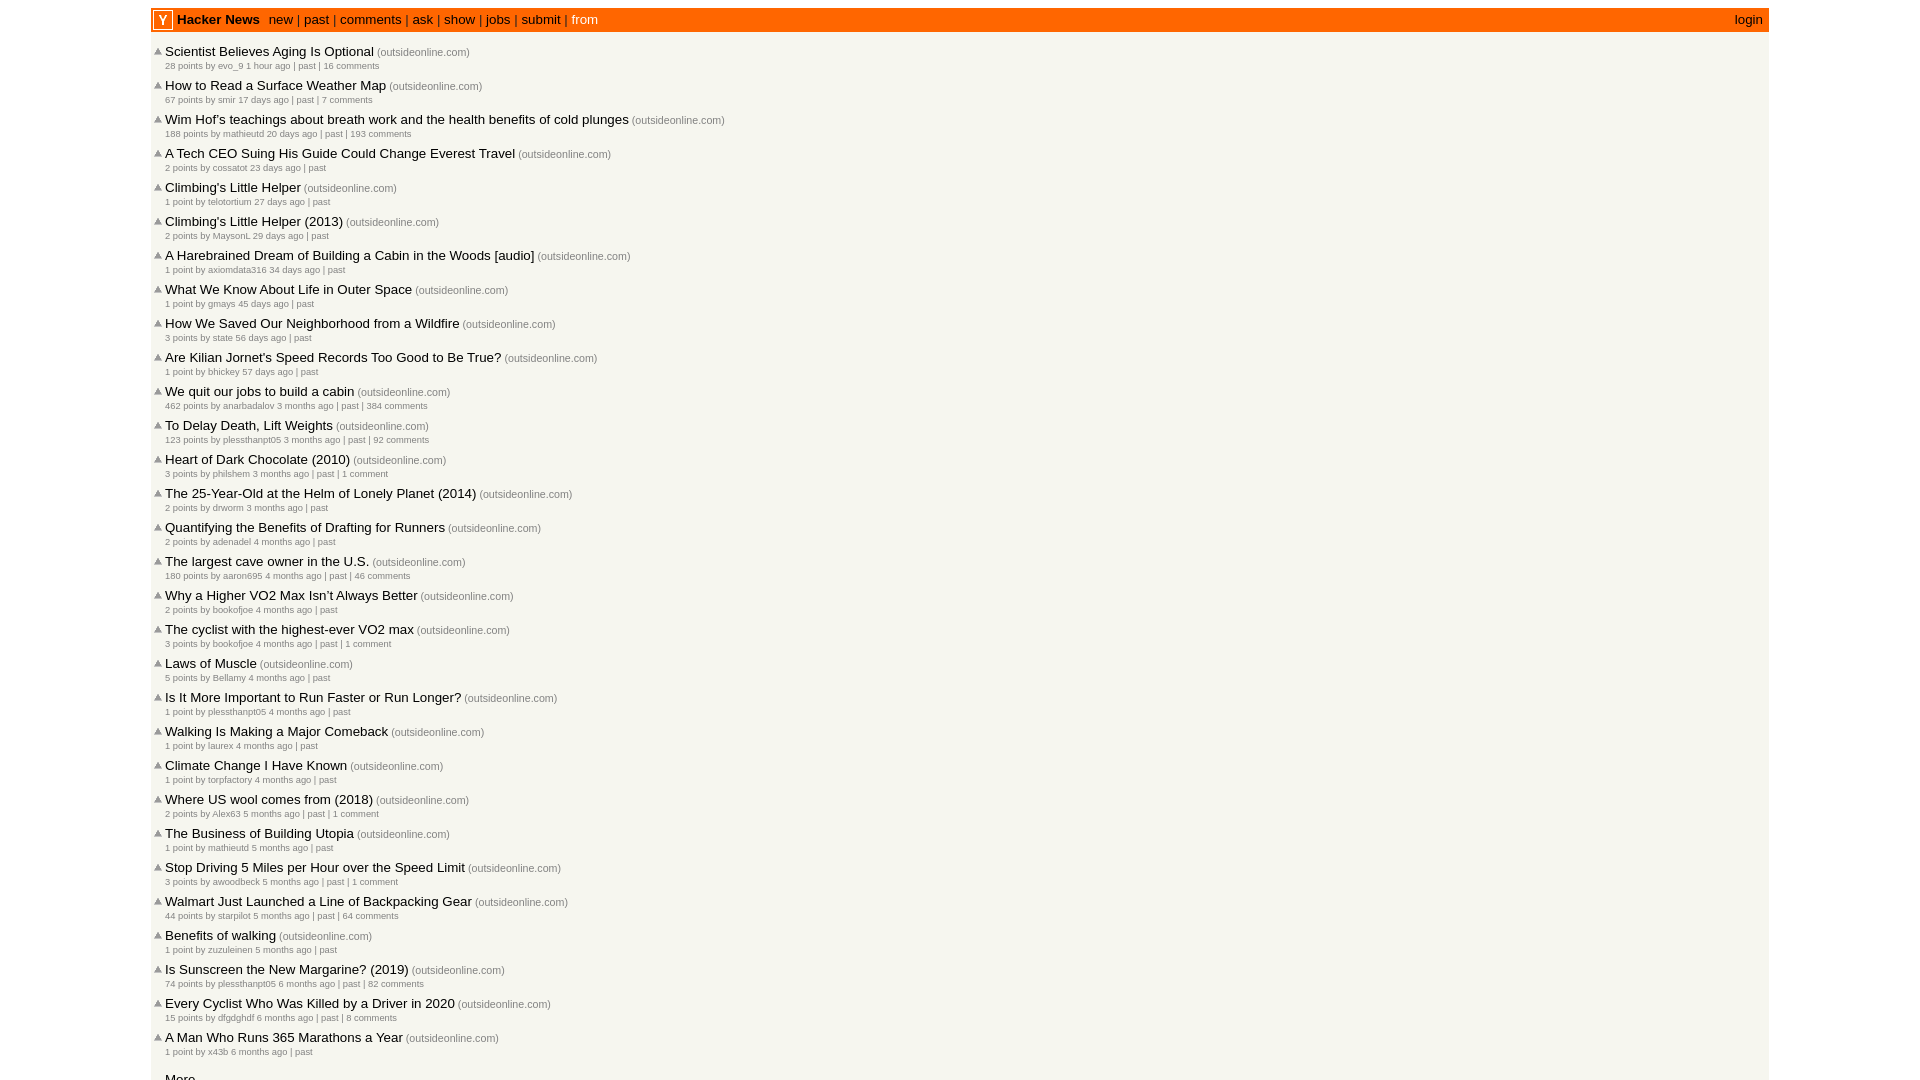 Y Hacker News new | past | comments | ask | show | jobs | submit | from login
Scientist Believes Aging Is Optional (outsideonline.com)
28 points by evo_9 1 hour ago | past | 16 comments
How to Read a Surface Weather Map (outsideonline.com)
67 points by smir 17 days ago | past | 7 comments
Wim Hof’s teachings about breath work and the health benefits of cold plunges (outsideonline.com)
188 points by mathieutd 20 days ago | past | 193 comments
A Tech CEO Suing His Guide Could Change Everest Travel (outsideonline.com)
2 points by cossatot 23 days ago | past
Climbing's Little Helper (outsideonline.com)
1 point by telotortium 27 days ago | past
Climbing's Little Helper (2013) (outsideonline.com)
2 points by MaysonL 29 days ago | past
A Harebrained Dream of Building a Cabin in the Woods [audio] (outsideonline.com)
1 point by axiomdata316 34 days ago | past
What We Know About Life in Outer Space (outsideonline.com)
1 point by gmays 45 days ago | past
How We Saved Our Neighborhood from a Wildfire (outsideonline.com)
3 points by state 56 days ago | past
Are Kilian Jornet's Speed Records Too Good to Be True? (outsideonline.com)
1 point by bhickey 57 days ago | past
We quit our jobs to build a cabin (outsideonline.com)
462 points by anarbadalov 3 months ago | past | 384 comments
To Delay Death, Lift Weights (outsideonline.com)
123 points by plessthanpt05 3 months ago | past | 92 comments
Heart of Dark Chocolate (2010) (outsideonline.com)
3 points by philshem 3 months ago | past | 1 comment
The 25-Year-Old at the Helm of Lonely Planet (2014) (outsideonline.com)
2 points by drworm 3 months ago | past
Quantifying the Benefits of Drafting for Runners (outsideonline.com)
2 points by adenadel 4 months ago | past
The largest cave owner in the U.S. (outsideonline.com)
180 points by aaron695 4 months ago | past | 46 comments
Why a Higher VO2 Max Isn’t Always Better (outsideonline.com)
2 points by bookofjoe 4 months ago | past
The cyclist with the highest-ever VO2 max (outsideonline.com)
3 points by bookofjoe 4 months ago | past | 1 comment
Laws of Muscle (outsideonline.com)
5 points by Bellamy 4 months ago | past
Is It More Important to Run Faster or Run Longer? (outsideonline.com)
1 point by plessthanpt05 4 months ago | past
Walking Is Making a Major Comeback (outsideonline.com)
1 point by laurex 4 months ago | past
Climate Change I Have Known (outsideonline.com)
1 point by torpfactory 4 months ago | past
Where US wool comes from (2018) (outsideonline.com)
2 points by Alex63 5 months ago | past | 1 comment
The Business of Building Utopia (outsideonline.com)
1 point by mathieutd 5 months ago | past
Stop Driving 5 Miles per Hour over the Speed Limit (outsideonline.com)
3 points by awoodbeck 5 months ago | past | 1 comment
Walmart Just Launched a Line of Backpacking Gear (outsideonline.com)
44 points by starpilot 5 months ago | past | 64 comments
Benefits of walking (outsideonline.com)
1 point by zuzuleinen 5 months ago | past
Is Sunscreen the New Margarine? (2019) (outsideonline.com)
74 points by plessthanpt05 6 months ago | past | 82 comments
Every Cyclist Who Was Killed by a Driver in 2020 (outsideonline.com)
15 points by dfgdghdf 6 months ago | past | 8 comments
A Man Who Runs 365 Marathons a Year (outsideonline.com)
1 point by x43b 6 months ago | past
More